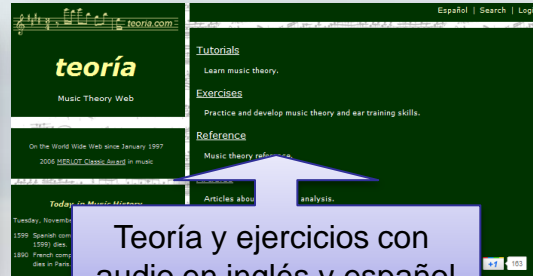 Español | Search | Login
teoria.com
teoría
Music Theory Web
On the World Wide Web since January 1997
2006 MERLOT Classic Award in music
Today in Music History
Tuesday, Novembe
1599 Spanish com
1599) dies.
1890 French comp
dies in Paris.
Tutorials
Learn music theory.
Exercises
Practice and develop music theory and ear training skills.
Reference
Music theory reference.
Articles abou analysis.
Teoría y ejercicios con
audio en inglés y español
+1 163